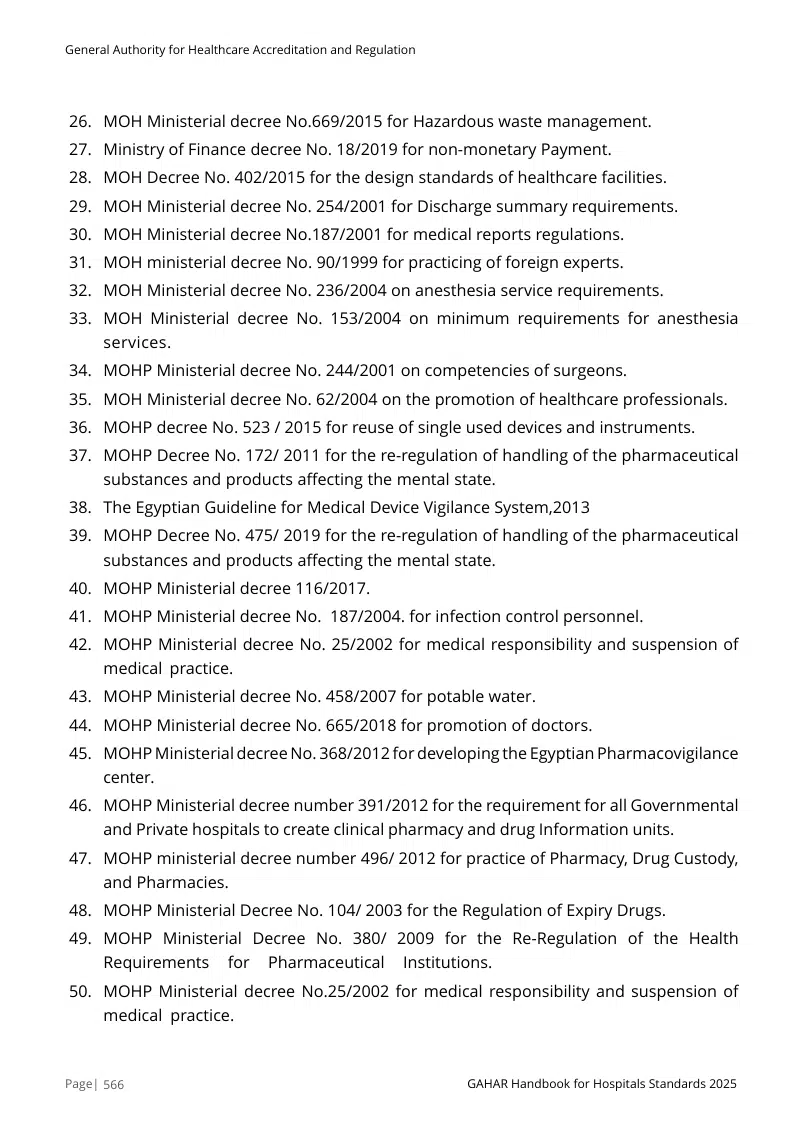 General Authority for Healthcare Accreditation and Regulation
26. MOH Ministerial decree No.669/2015 for Hazardous waste management.
27. Ministry of Finance decree No. 18/2019 for non-monetary Payment.
28. MOH Decree No. 402/2015 for the design standards of healthcare facilities.
29. MOH Ministerial decree No. 254/2001 for Discharge summary requirements.
30. MOH Ministerial decree No.187/2001 for medical reports regulations.
31. MOH ministerial decree No. 90/1999 for practicing of foreign experts.
32. MOH Ministerial decree No. 236/2004 on anesthesia service requirements.
33. MOH Ministerial decree No. 153/2004 on minimum requirements for anesthesia
services.
34. MOHP Ministerial decree No. 244/2001 on competencies of surgeons.
35. MOH Ministerial decree No. 62/2004 on the promotion of healthcare professionals.
36. MOHP decree No. 523 / 2015 for reuse of single used devices and instruments.
37. MOHP Decree No. 172/ 2011 for the re-regulation of handling of the pharmaceutical
substances and products affecting the mental state.
38. The Egyptian Guideline for Medical Device Vigilance System,2013
39. MOHP Decree No. 475/ 2019 for the re-regulation of handling of the pharmaceutical
substances and products affecting the mental state.
40. MOHP Ministerial decree 116/2017.
41. MOHP Ministerial decree No. 187/2004. for infection control personnel.
42. MOHP Ministerial decree No. 25/2002 for medical responsibility and suspension of
medical practice.
43. MOHP Ministerial decree No. 458/2007 for potable water.
44. MOHP Ministerial decree No. 665/2018 for promotion of doctors.
45. MOHP Ministerial decree No. 368/2012 for developing the Egyptian Pharmacovigilance
center.
46. MOHP Ministerial decree number 391/2012 for the requirement for all Governmental
and Private hospitals to create clinical pharmacy and drug Information units.
47. MOHP ministerial decree number 496/ 2012 for practice of Pharmacy, Drug Custody,
and Pharmacies.
48. MOHP Ministerial Decree No. 104/ 2003 for the Regulation of Expiry Drugs.
49. MOHP Ministerial Decree No. 380/ 2009 for the Re-Regulation of the Health
Requirements for Pharmaceutical Institutions.
50. MOHP Ministerial decree No.25/2002 for medical responsibility and suspension of
medical practice.
Page| 566 GAHAR Handbook for Hospitals Standards 2025